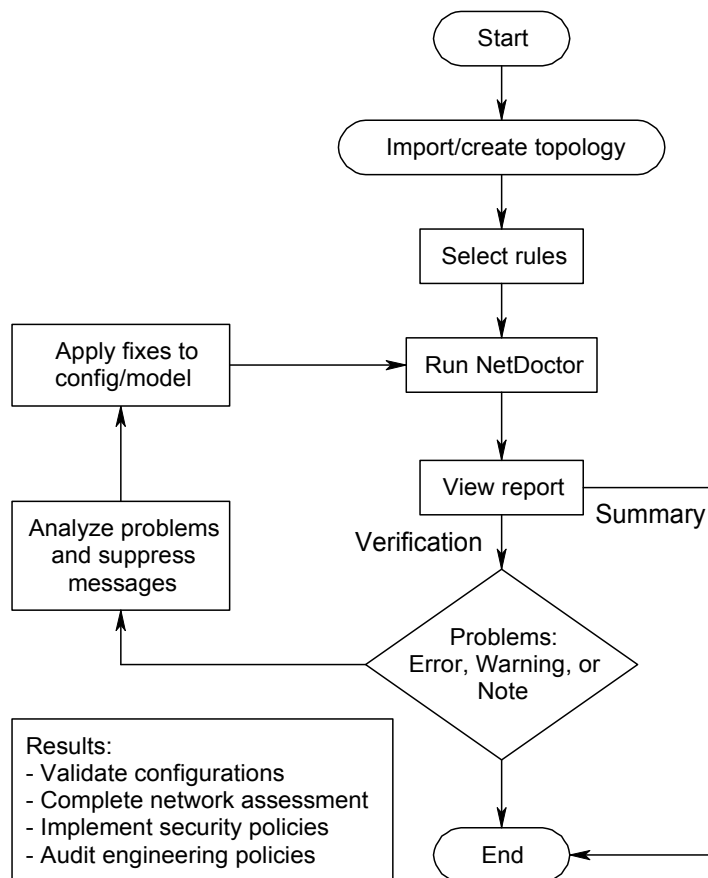 Start
Import/create topology
Select rules
Apply fixes to
config/model
Run NetDoctor
View report
Summary
Analyze problems
and suppress
messages
Verification
Problems:
Error, Warning, or
Note
Results:
- Validate configurations
- Complete network assessment
- Implement security policies
- Audit engineering policies
End